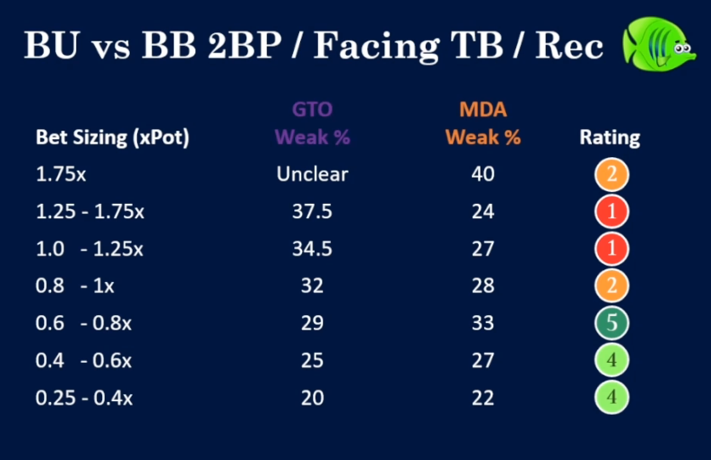 BU vs BB 2BP / Facing TB / Rec
GTO MDA
Bet Sizing (xPot) Weak % Weak % Rating
1.75x Unclear 40 2
1.25 - 1.75x 37.5 24 1
1.0 - 1.25x 34.5 27 1
0.8 - 1x 32 28 2
0.6 - 0.8x 29 33 5
0.4 - 0.6x 25 27 4
0.25 - 0.4x 20 22 4